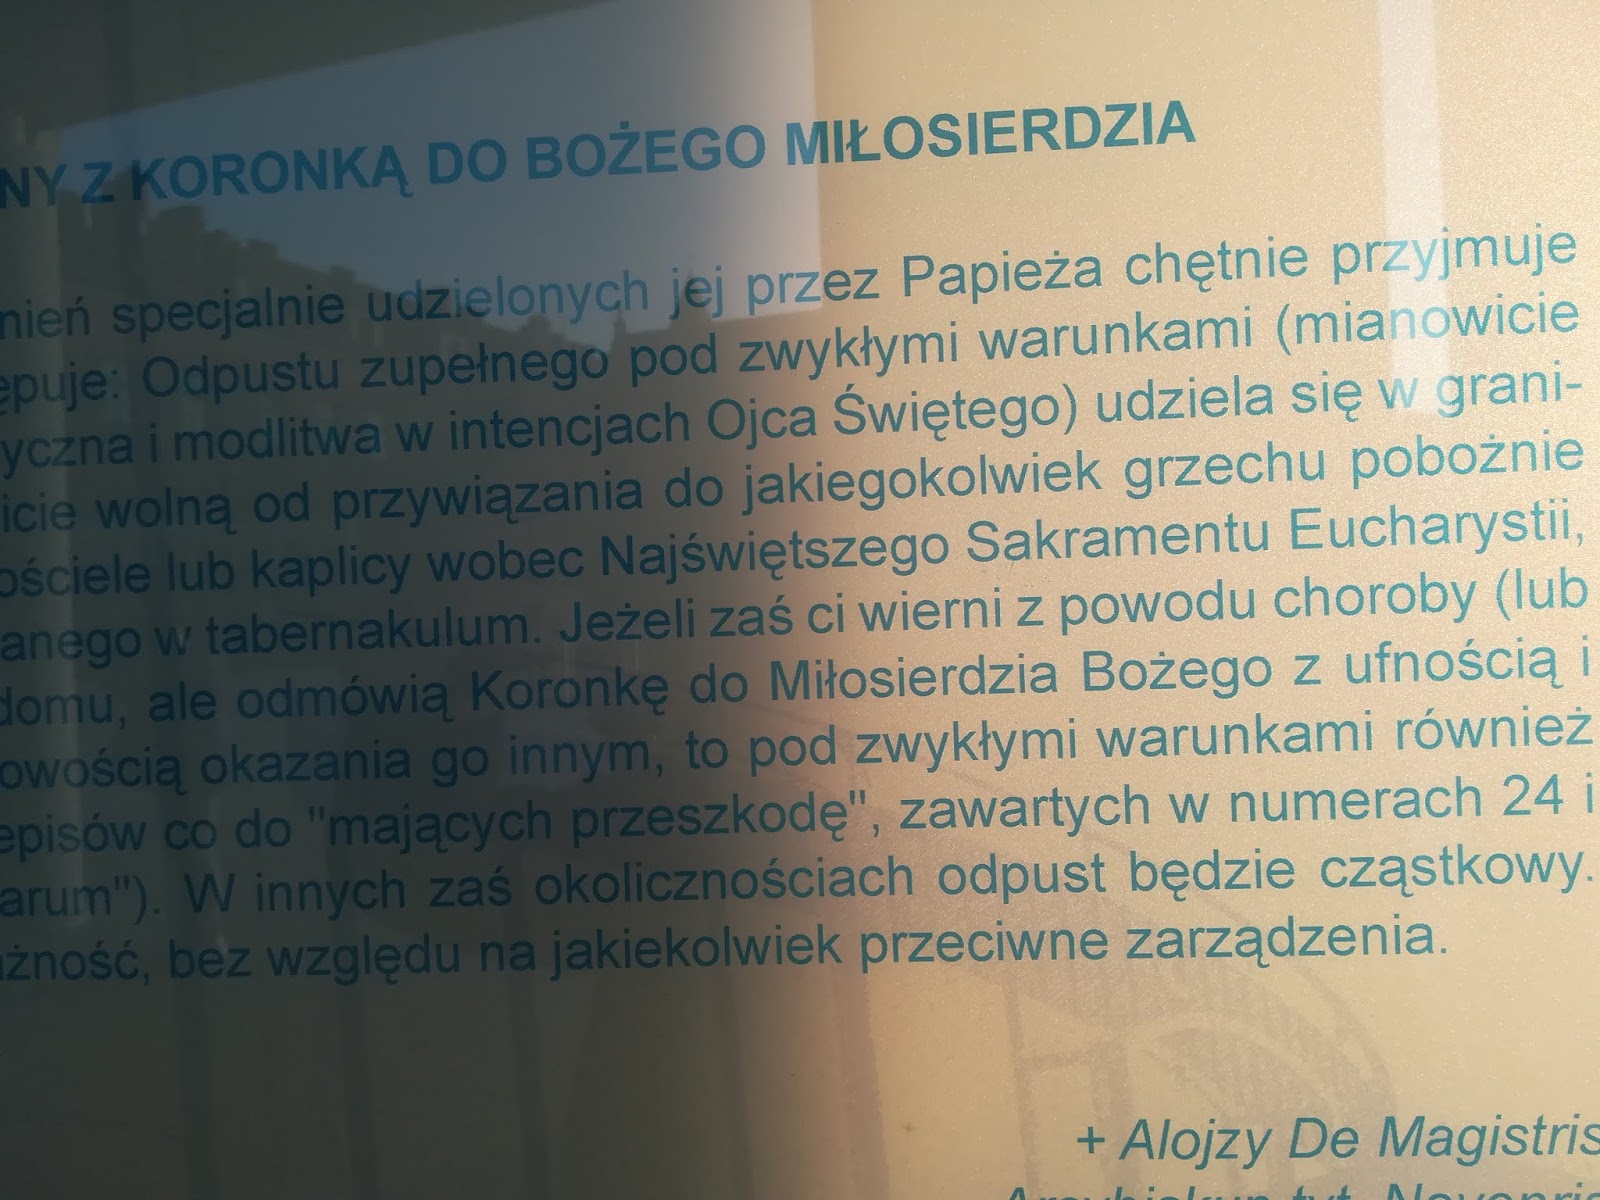 NY Z KORONKĄ DO BOŻEGO MIŁOSIERDZIA
nień specjalnie udzielonych jej przez Papieża chętnie przyjmuje
ępuje: Odpustu zupełnego pod zwykłymi warunkami (mianowicie
yczna i modlitwa w intencjach Ojca Świętego) udziela się w grani-
icie wolną od przywiązania do jakiegokolwiek grzechu pobożnie
ościele lub kaplicy wobec Najświętszego Sakramentu Eucharystii,
anego w tabernakulum. Jeżeli zaś ci wierni z powodu choroby (lub
domu, ale odmówią Koronkę do Miłosierdzia Bożego z ufnością i
owością okazania go innym, to pod zwykłymi warunkami również
episów co do "mających przeszkodę", zawartych w numerach 24 i
arum"). W innych zaś okolicznościach odpust będzie cząstkowy.
ażność, bez względu na jakiekolwiek przeciwne zarządzenia.
+ Alojzy De Magistris